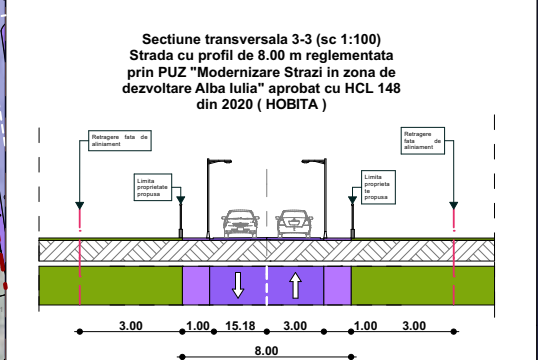 Sectiune transversala 3-3 (sc 1:100)
Strada cu profil de 8.00 m reglementata
prin PUZ "Modernizare Strazi in zona de
dezvoltare Alba Iulia" aprobat cu HCL 148
din 2020 ( HOBITA )
Retragere fata de
aliniament
Retragere
fata de
aliniament
Limita
proprietate
propusa
Limita
proprieta
te
propusa
3.00 1.00 15.18 3.00 1.00 3.00
8.00